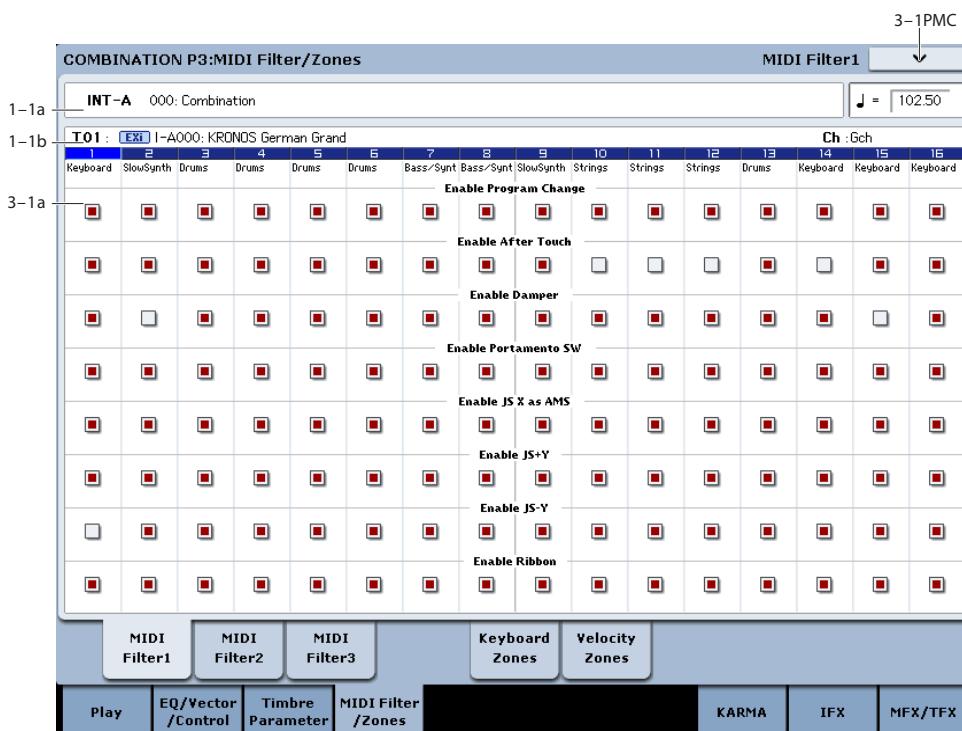 3–1PMC
COMBINATION P3:MIDI Filter/Zones
MIDI Filter1
1–1a
INT-A 000: Combination
♩ = 102.50
1–1b
T01 : EXi I-A000: KRONOS German Grand
Ch :Gch
1 2 3 4 5 6 7 8 9 10 11 12 13 14 15 16
Keyboard SlowSynth Drums Drums Drums Drums Bass/Synt Bass/Synt SlowSynth Strings Strings Strings Drums Keyboard Keyboard Keyboard
Enable Program Change
3–1a
Enable After Touch
Enable Damper
Enable Portamento SW
Enable JS X as AMS
Enable JS+Y
Enable JS-Y
Enable Ribbon
MIDI Filter1
MIDI Filter2
MIDI Filter3
Keyboard Zones
Velocity Zones
Play
EQ/Vector /Control
Timbre Parameter
MIDI Filter /Zones
KARMA
IFX
MFX/TFX